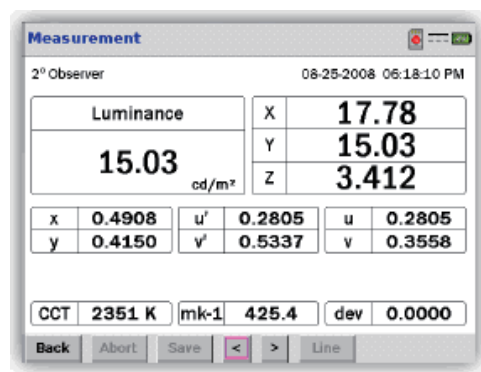 Measurement
2° Observer 08-25-2008 06:18:10 PM
Luminance
15.03 cd/m²
X 17.78
Y 15.03
Z 3.412
x 0.4908 u' 0.2805 u 0.2805
y 0.4150 v' 0.5337 v 0.3558
CCT 2351 K mk-1 425.4 dev 0.0000
Back Abort Save < > Line